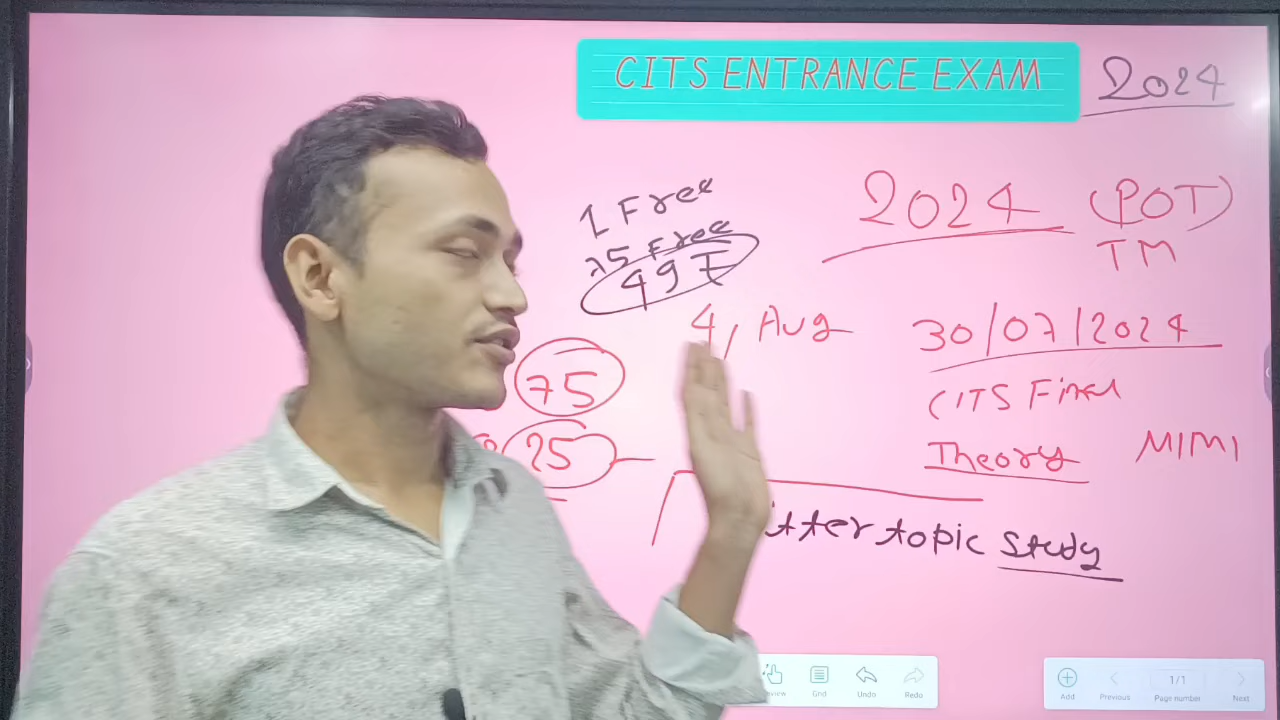 CITS ENTRANCE EXAM 2024
2024 (POT)
TM
1 Free
25 Free
49₹
4, Aug
30/07/2024
CITS Final
Theory MIMI
75
25
itter topic study
Grid
Undo
Redo
Add
Previous
1/1
Page number
Next